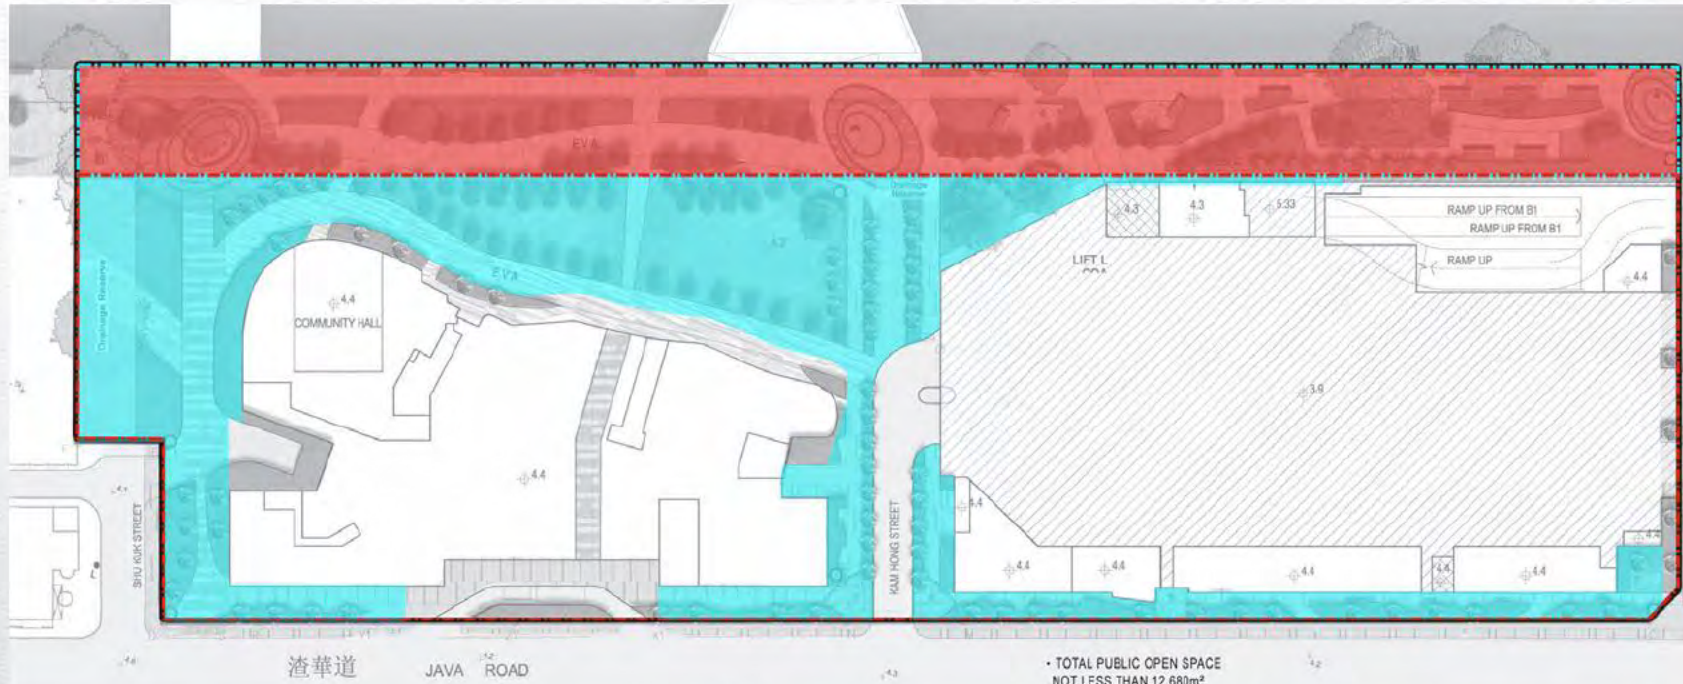 EVA
Drainage
Reserve
4.3
4.3
5.33
RAMP UP FROM B1
RAMP UP FROM B1
RAMP UP
4.4
LIFT L
EVA
Drainage Reserve
4.4
COMMUNITY HALL
3.9
4.4
4.4
SHU KUK STREET
KAM HONG STREET
4.4
4.4
4.4
4.4
4.4
4.4
渣華道 JAVA ROAD
• TOTAL PUBLIC OPEN SPACE
NOT LESS THAN 12,680m²